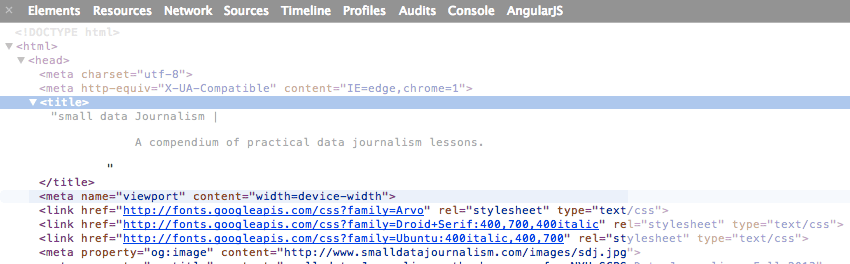 × Elements Resources Network Sources Timeline Profiles Audits Console AngularJS
<!DOCTYPE html>
▼<html>
▼<head>
<meta charset="utf-8">
<meta http-equiv="X-UA-Compatible" content="IE=edge,chrome=1">
▼<title>
"small data Journalism |
A compendium of practical data journalism lessons.
"
</title>
<meta name="viewport" content="width=device-width">
<link href="http://fonts.googleapis.com/css?family=Arvo" rel="stylesheet" type="text/css">
<link href="http://fonts.googleapis.com/css?family=Droid+Serif:400,700,400italic" rel="stylesheet" type="text/css">
<link href="http://fonts.googleapis.com/css?family=Ubuntu:400italic,400,700" rel="stylesheet" type="text/css">
<meta property="og:image" content="http://www.smalldatajournalism.com/images/sdj.jpg">